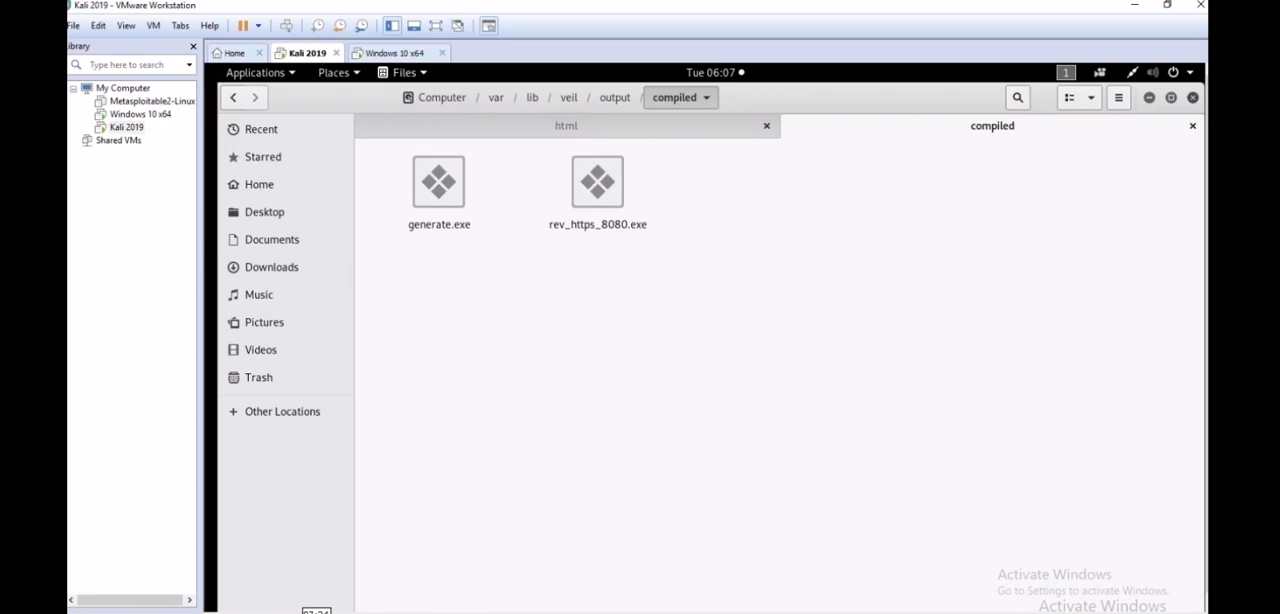 Kali 2019 - VMware Workstation
File Edit View VM Tabs Help
ibrary
Home Kali 2019 Windows 10 x64
Type here to search
Applications Places Files Tue 06:07 1
My Computer
Metasploitable2-Linux
Windows 10 x64
Kali 2019
Shared VMs
Computer / var / lib / veil / output / compiled
html compiled
Recent
Starred
Home
Desktop
Documents
Downloads
Music
Pictures
Videos
Trash
+ Other Locations
generate.exe rev_https_8080.exe
Activate Windows
Go to Settings to activate Windows.
Activate Windows